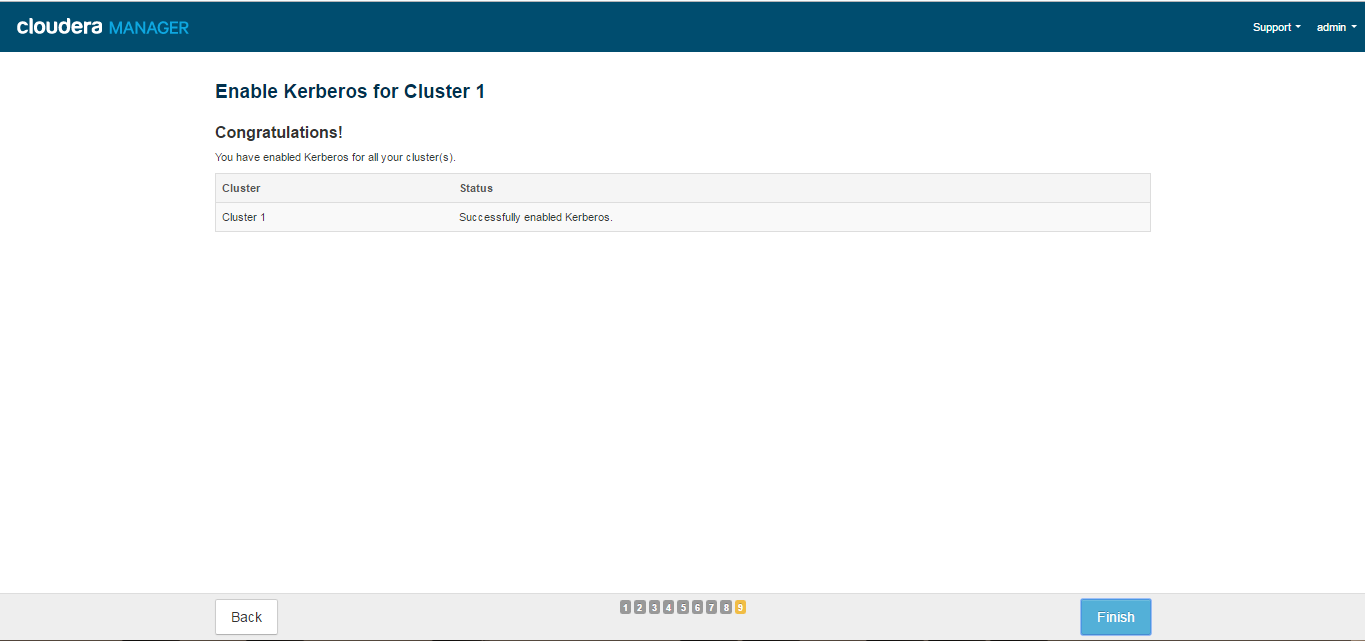 cloudera MANAGER
Support admin
Enable Kerberos for Cluster 1
Congratulations!
You have enabled Kerberos for all your cluster(s).
Cluster Status
Cluster 1 Successfully enabled Kerberos.
Back 1 2 3 4 5 6 7 8 9 Finish